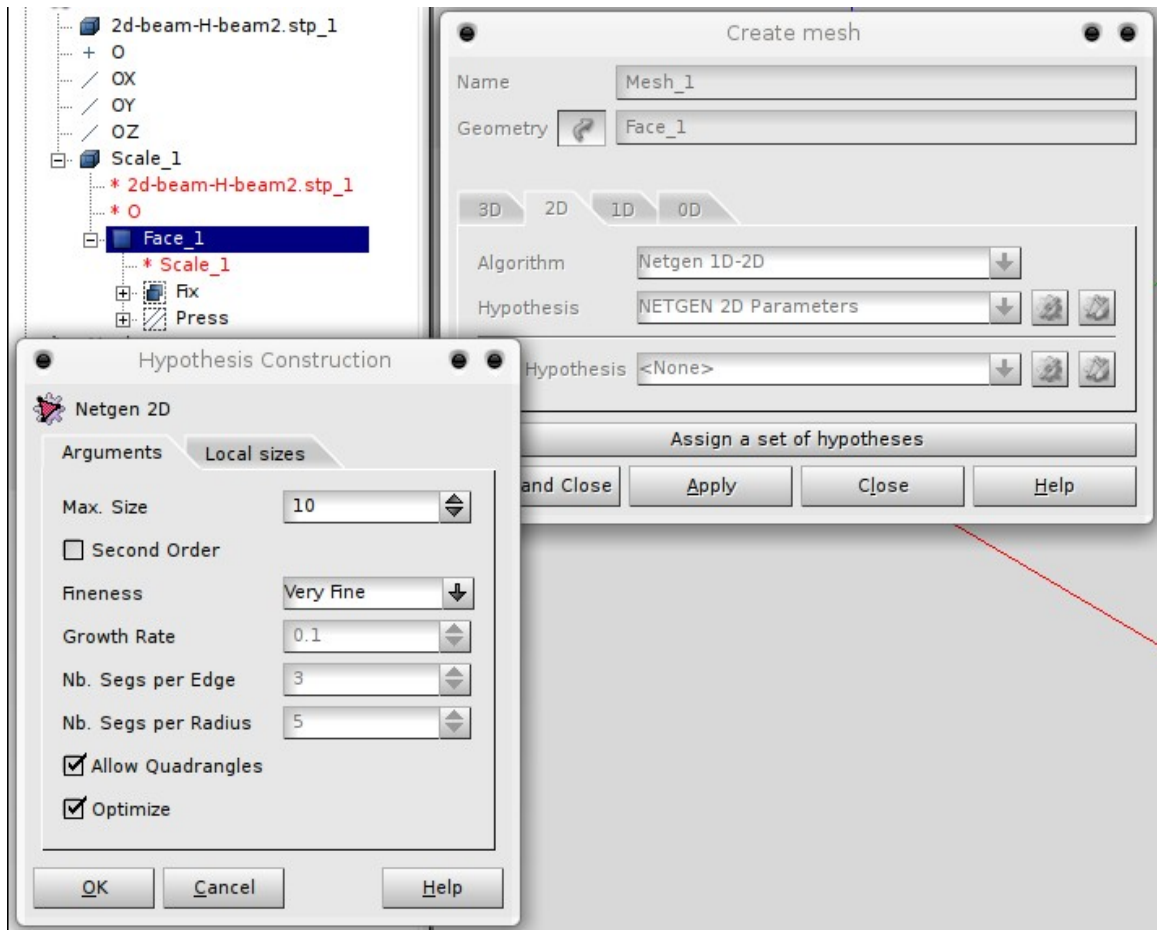 2d-beam-H-beam2.stp_1
O
OX
OY
OZ
Scale_1
* 2d-beam-H-beam2.stp_1
* O
Face_1
* Scale_1
Fix
Press
Create mesh
Name Mesh_1
Geometry Face_1
3D 2D 1D 0D
Algorithm Netgen 1D-2D
Hypothesis NETGEN 2D Parameters
Hypothesis <None>
Assign a set of hypotheses
and Close Apply Close Help
Hypothesis Construction
Netgen 2D
Arguments Local sizes
Max. Size 10
Second Order
Fineness Very Fine
Growth Rate 0.1
Nb. Segs per Edge 3
Nb. Segs per Radius 5
Allow Quadrangles
Optimize
OK Cancel Help